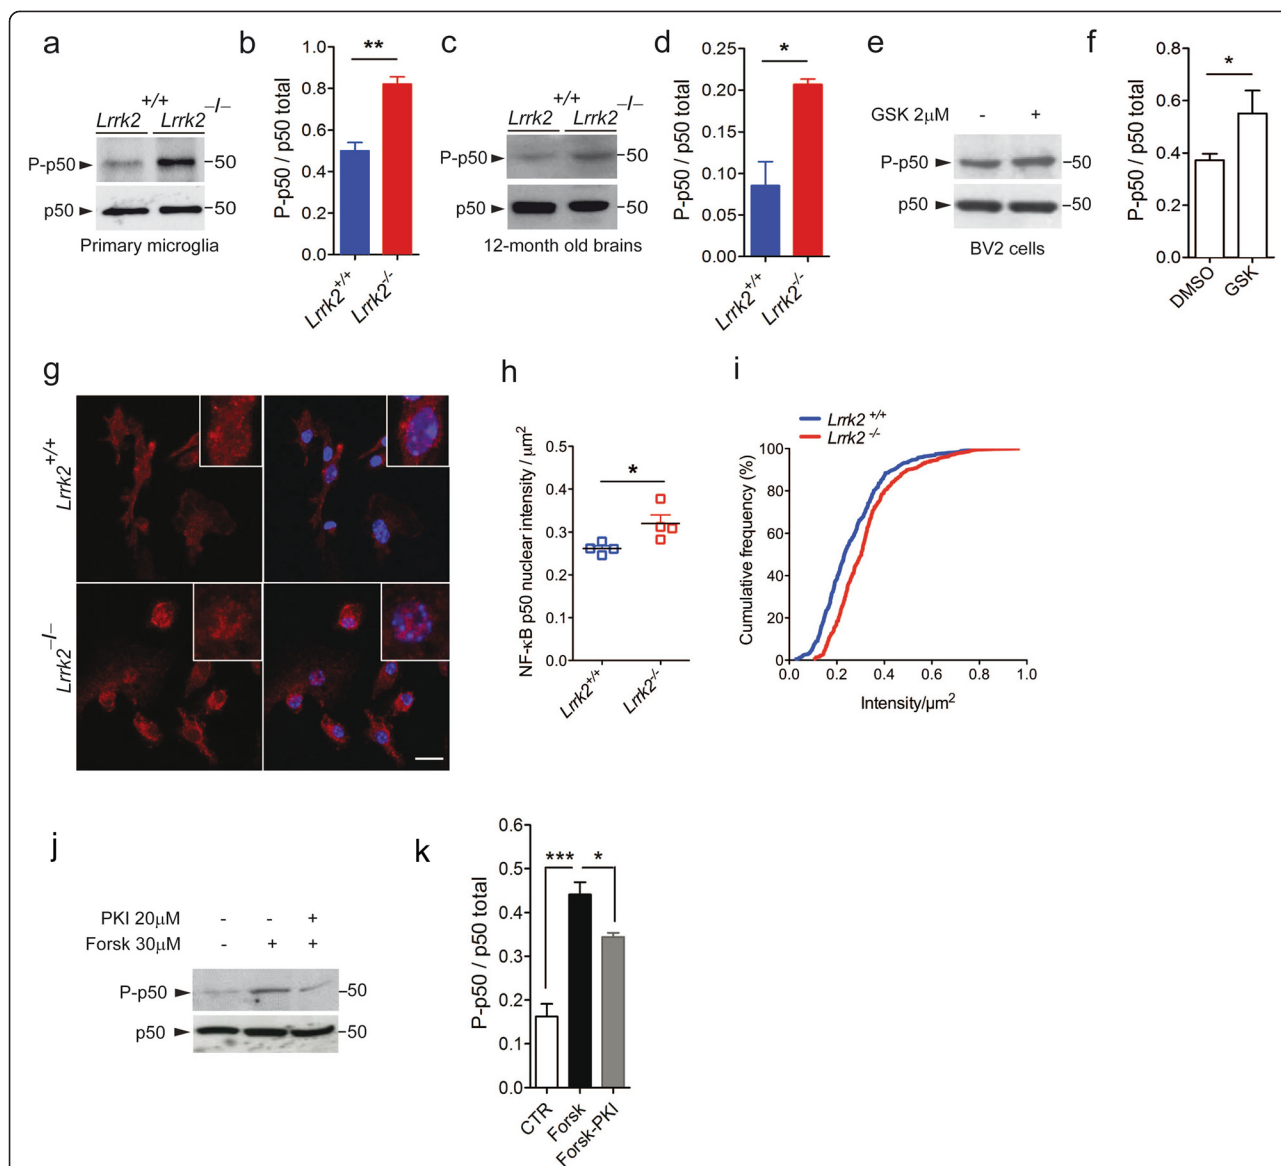 a
+/+
–/–
Lrrk2 Lrrk2
P-p50 –50
p50 –50
Primary microglia
b
**
P-p50 / p50 total
1.0
0.8
0.6
0.4
0.2
0.0
Lrrk2+/+
Lrrk2-/-
c
+/+
–/–
Lrrk2 Lrrk2
P-p50 –50
p50 –50
12-month old brains
d
*
P-p50 / p50 total
0.25
0.20
0.15
0.10
0.05
0.00
Lrrk2+/+
Lrrk2-/-
e
GSK 2μM - +
P-p50 –50
p50 –50
BV2 cells
f
*
P-p50 / p50 total
0.8
0.6
0.4
0.2
0.0
DMSO
GSK
g
Lrrk2+/+
Lrrk2–/–
h
*
NF-κB p50 nuclear intensity / μm2
0.5
0.4
0.3
0.2
0.1
0.0
Lrrk2+/+
Lrrk2-/-
i
Lrrk2 +/+
Lrrk2 -/-
Cumulative frequency (%)
100
80
60
40
20
0
0.0 0.2 0.4 0.6 0.8 1.0
Intensity/μm2
j
PKI 20μM - - +
Forsk 30μM - + +
P-p50 –50
p50 –50
k
*** *
P-p50 / p50 total
0.6
0.5
0.4
0.3
0.2
0.1
0.0
CTR
Forsk
Forsk-PKI